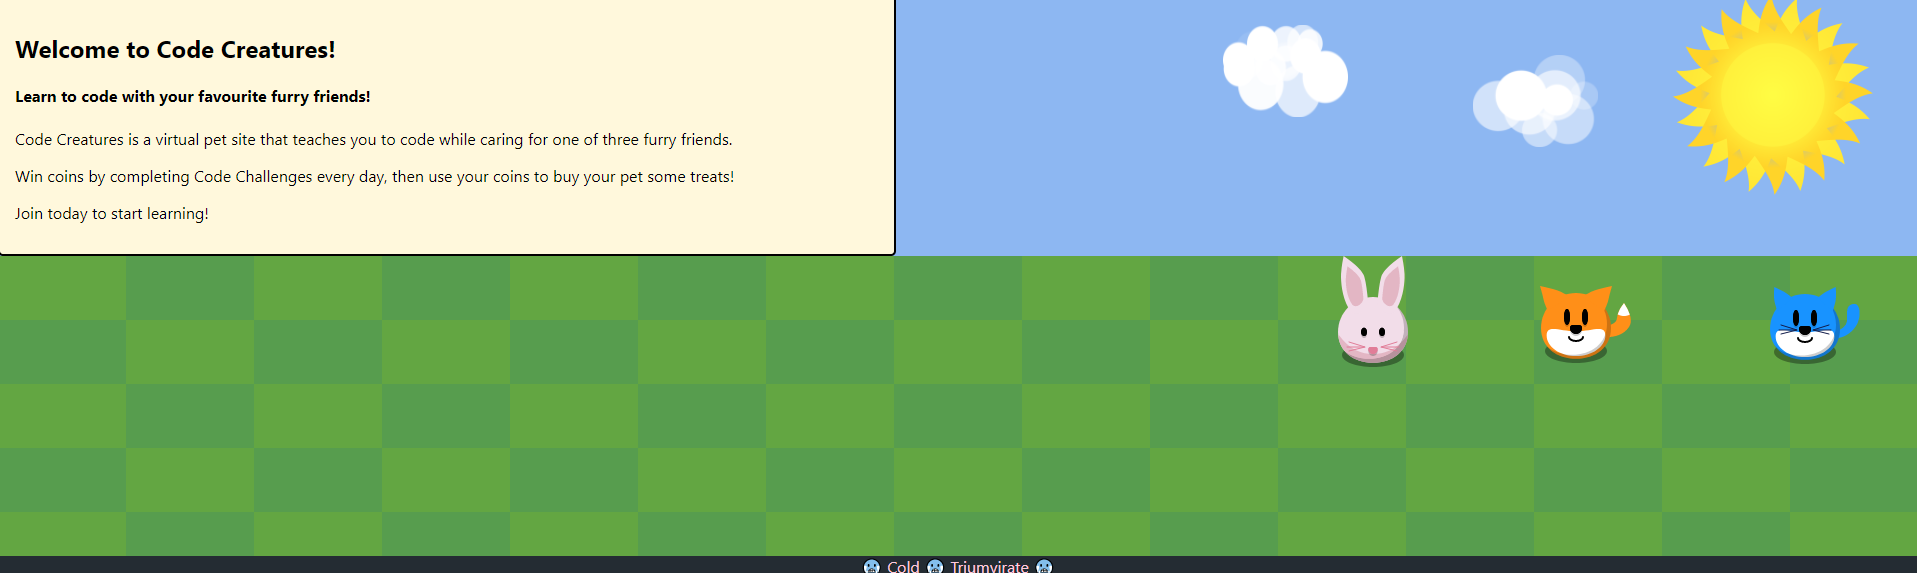 Welcome to Code Creatures!
Learn to code with your favourite furry friends!
Code Creatures is a virtual pet site that teaches you to code while caring for one of three furry friends.
Win coins by completing Code Challenges every day, then use your coins to buy your pet some treats!
Join today to start learning!
🥶 Cold 🥶 Triumvirate 🥶